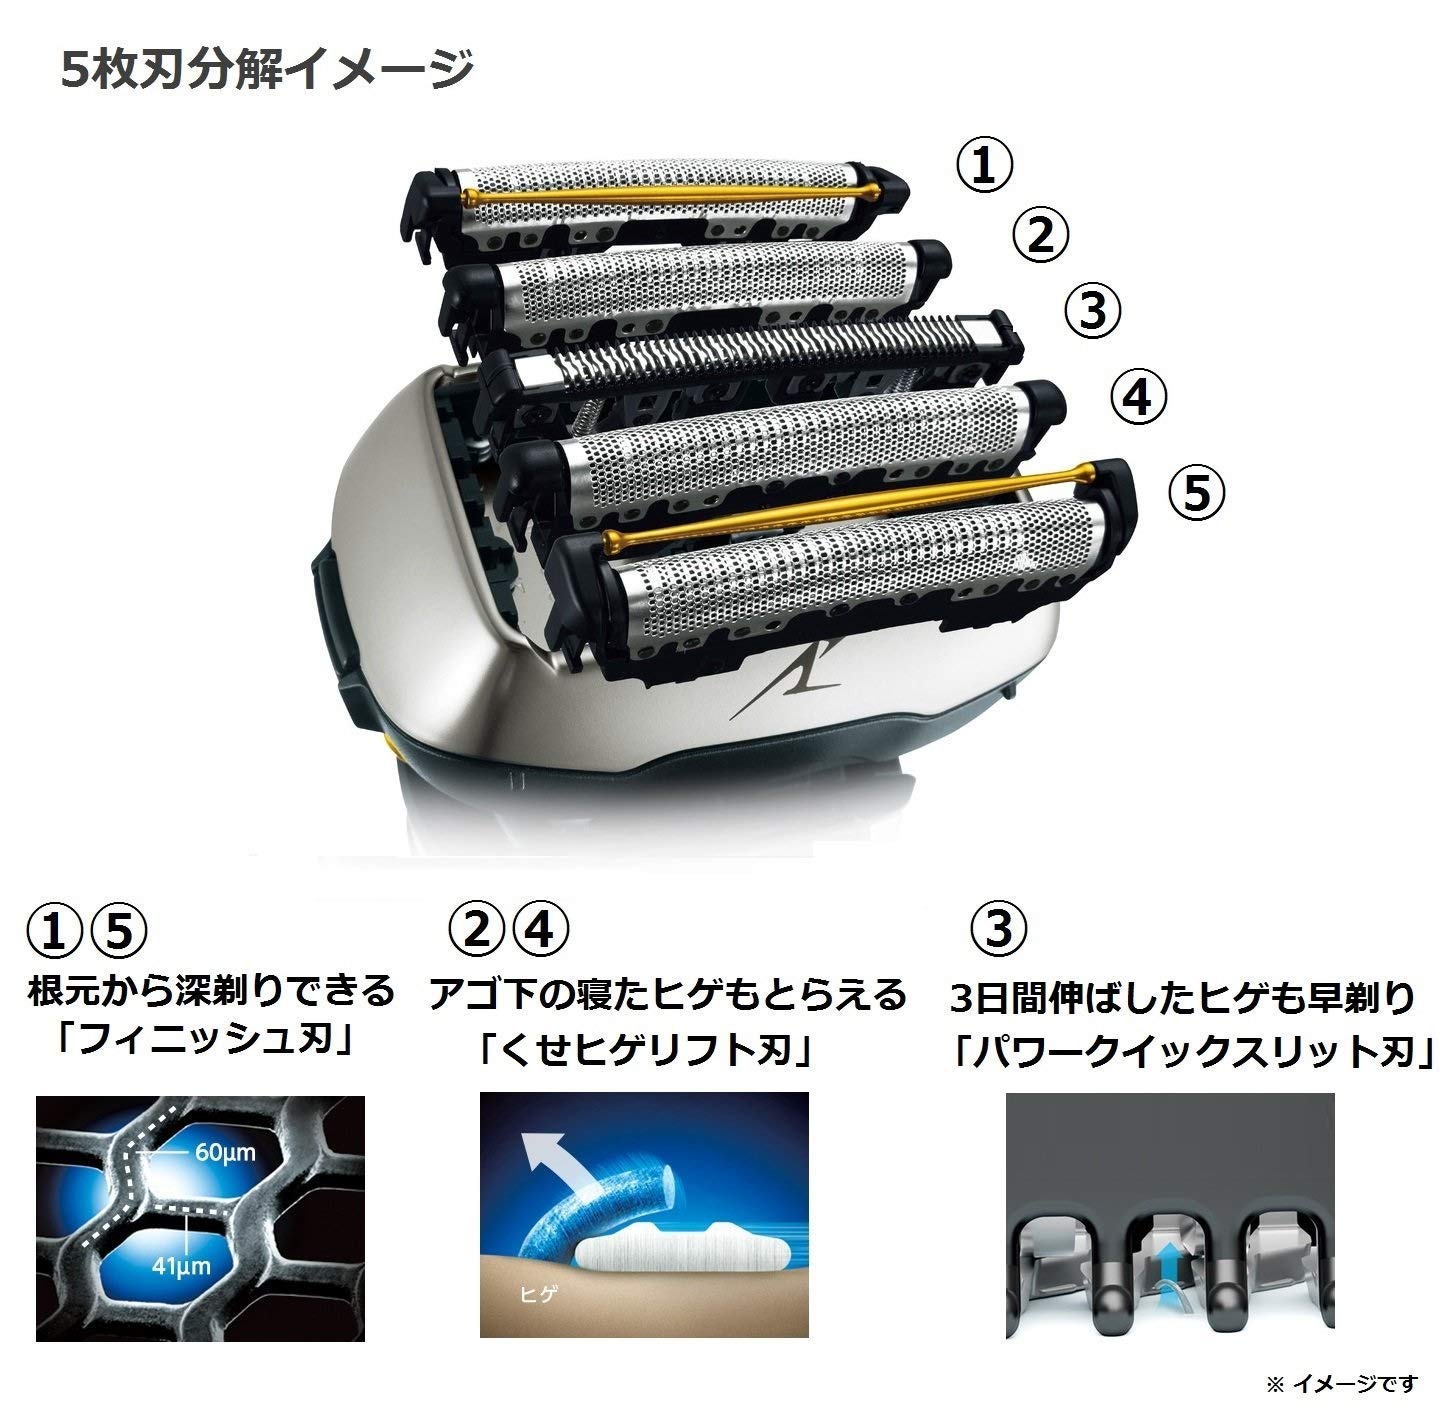 5枚刃分解イメージ
①
②
③
④
⑤
①⑤
根元から深剃りできる
「フィニッシュ刃」
60μm
41μm
②④
アゴ下の寝たヒゲもとらえる
「くせヒゲリフト刃」
ヒゲ
③
3日間伸ばしたヒゲも早剃り
「パワークイックスリット刃」
※ イメージです